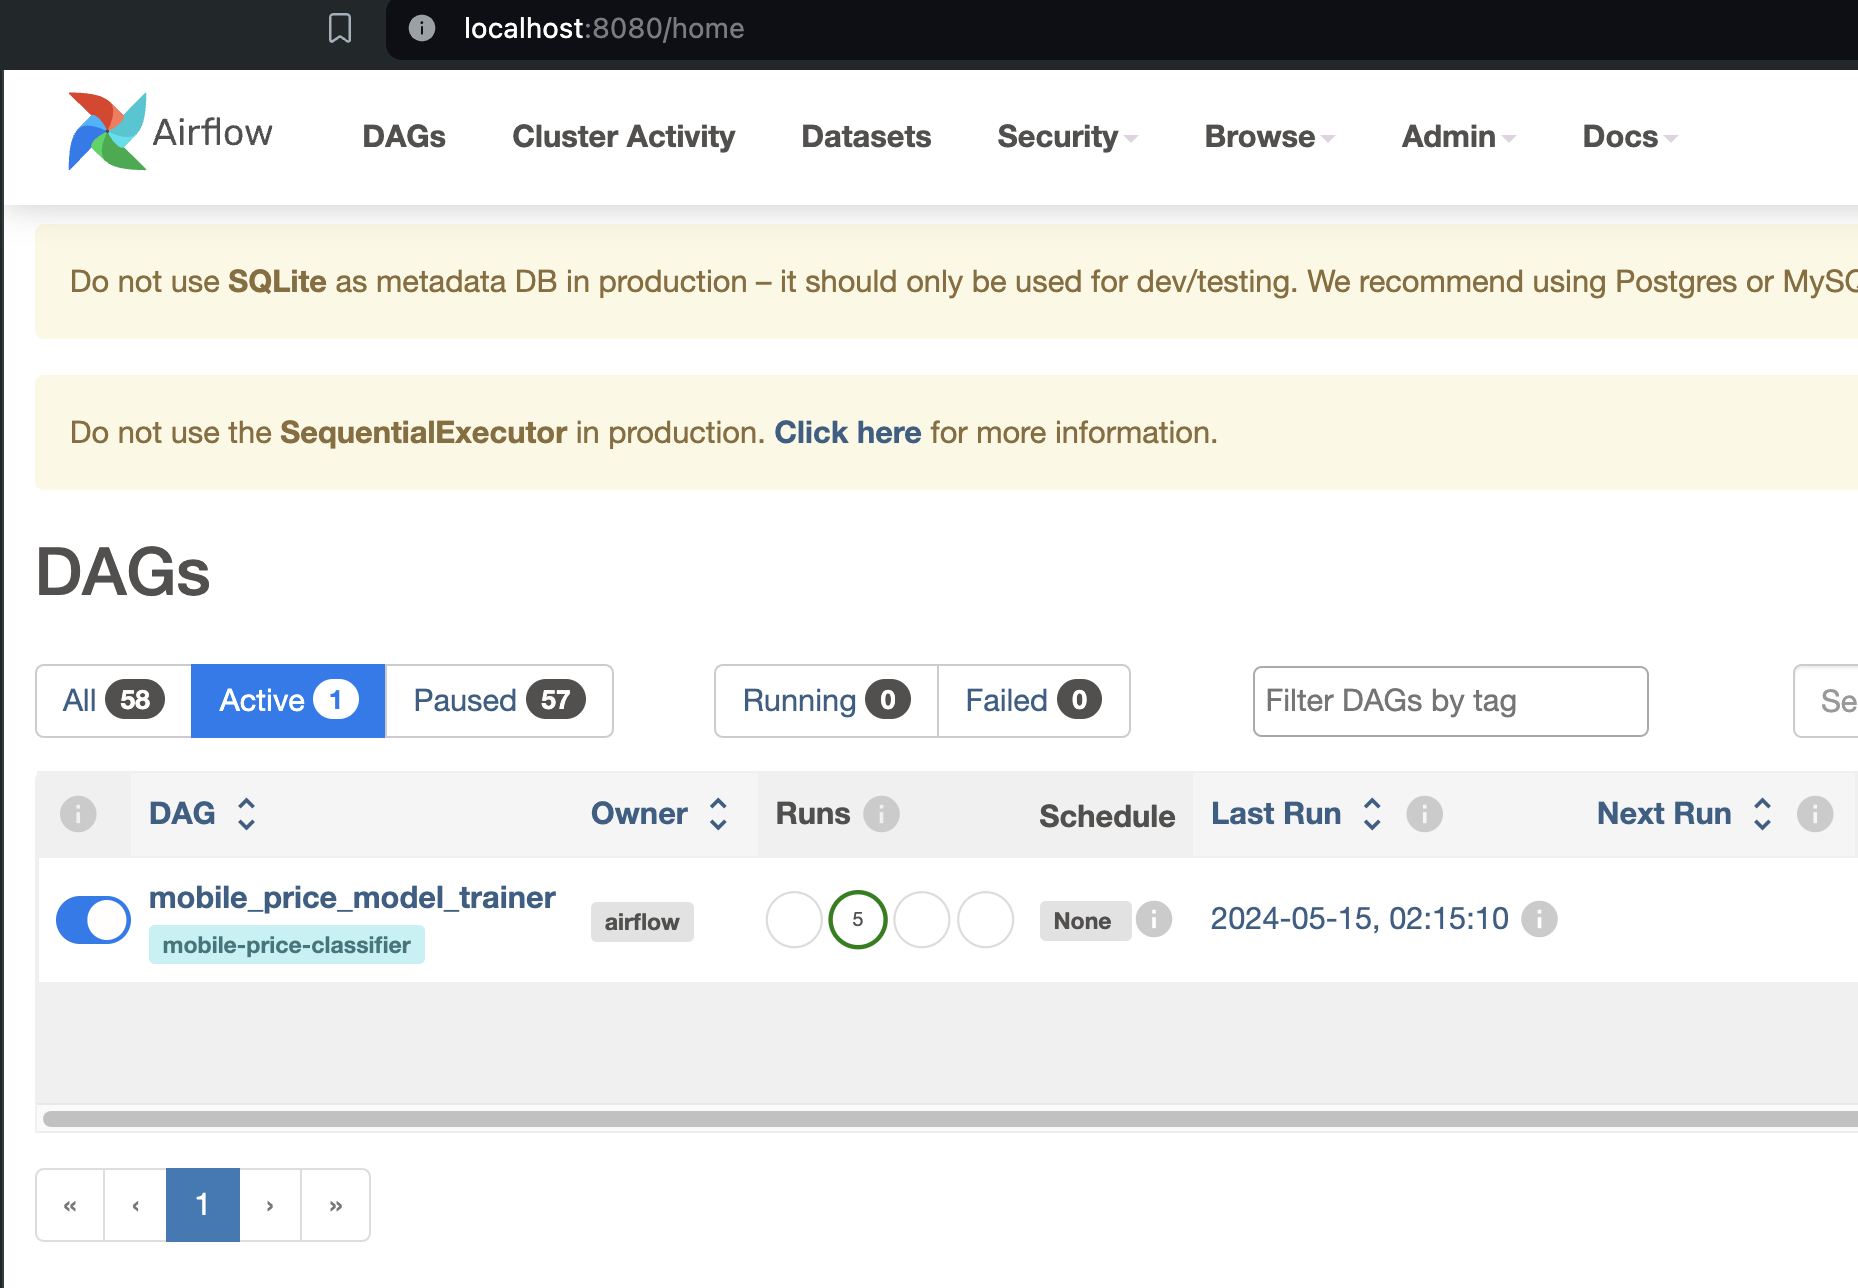 localhost:8080/home
Airflow
DAGs Cluster Activity Datasets Security Browse Admin Docs
Do not use SQLite as metadata DB in production – it should only be used for dev/testing. We recommend using Postgres or MySQ
Do not use the SequentialExecutor in production. Click here for more information.
DAGs
All 58 Active 1 Paused 57 Running 0 Failed 0 Filter DAGs by tag Se
i DAG Owner Runs i Schedule Last Run i Next Run i
mobile_price_model_trainer airflow 5 None i 2024-05-15, 02:15:10 i
mobile-price-classifier
« ‹ 1 › »